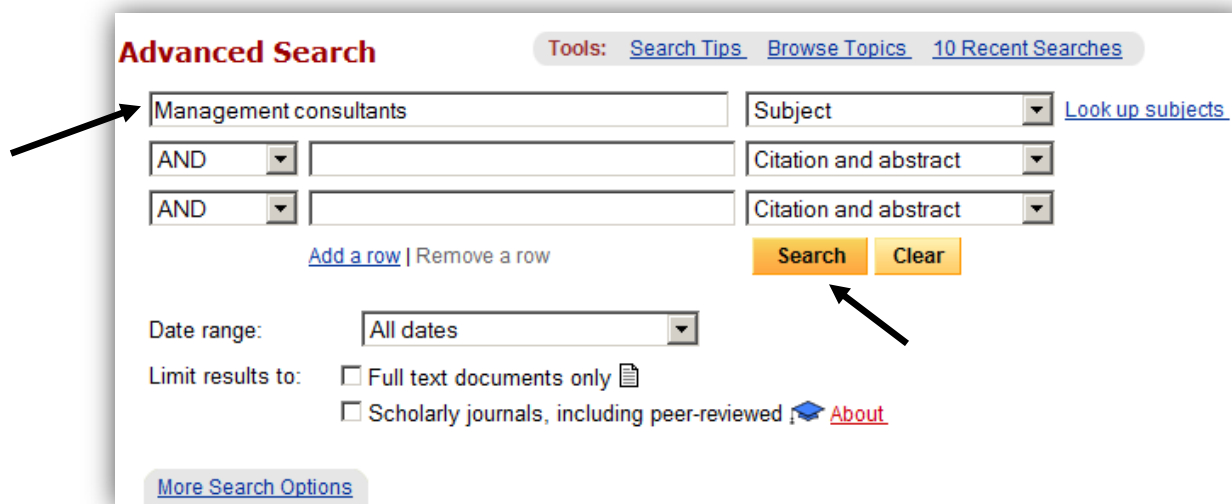 Advanced Search Tools: Search Tips Browse Topics 10 Recent Searches
Management consultants Subject Look up subjects
AND Citation and abstract
AND Citation and abstract
Add a row | Remove a row Search Clear
Date range: All dates
Limit results to: Full text documents only
Scholarly journals, including peer-reviewed About
More Search Options